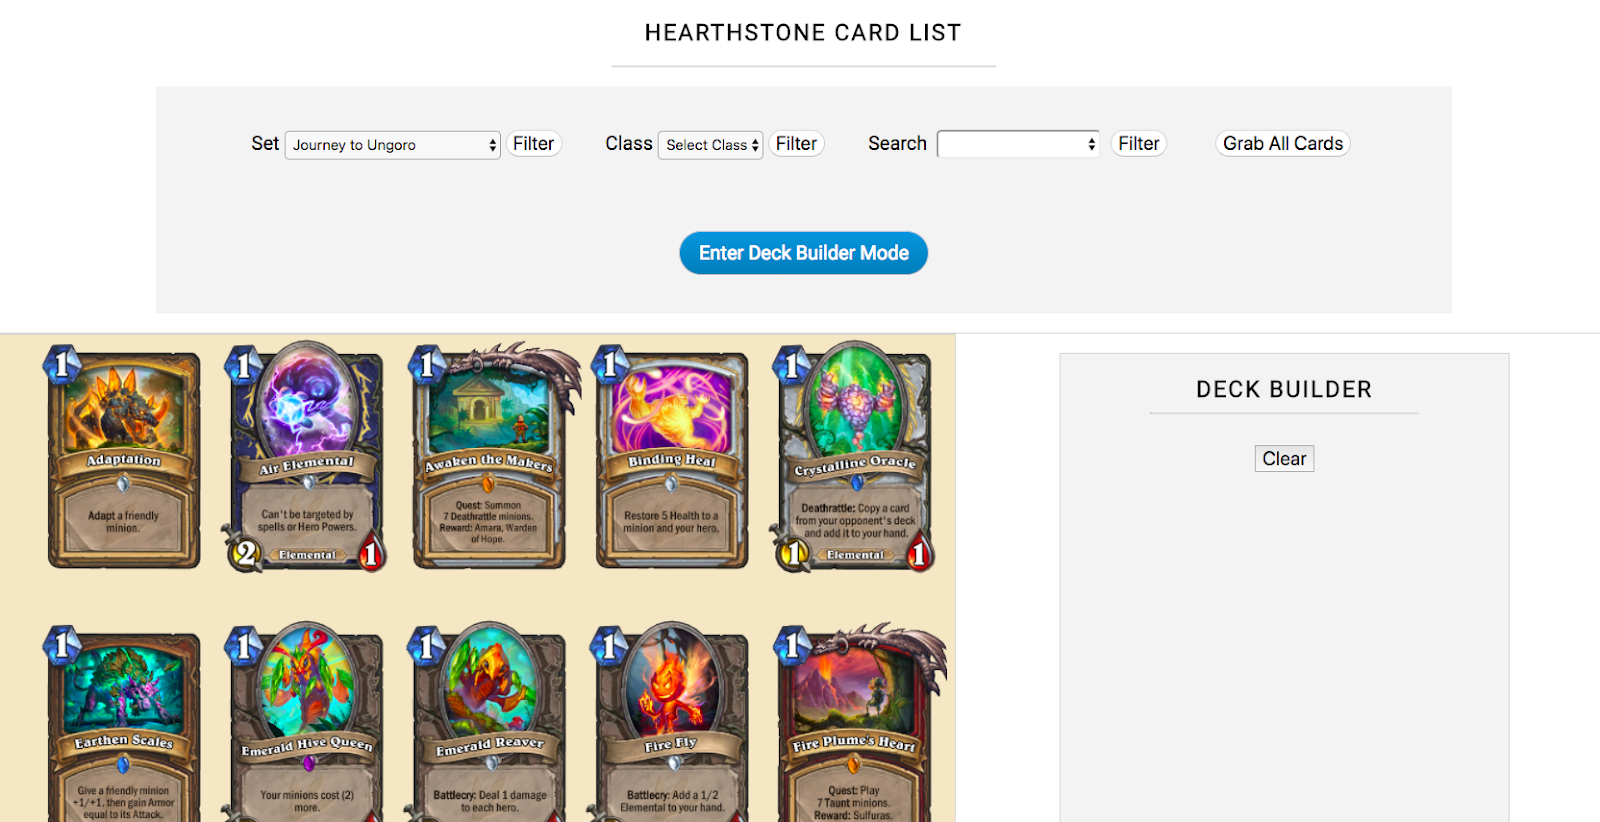 HEARTHSTONE CARD LIST
Set Journey to Ungoro Filter Class Select Class Filter Search Filter Grab All Cards
Enter Deck Builder Mode
DECK BUILDER
Clear
1
Adaptation
Adapt a friendly
minion.
1
Air Elemental
Can't be targeted by
spells or Hero Powers.
2 Elemental 1
1
Awaken the Makers
Quest: Summon
7 Deathrattle minions.
Reward: Amara, Warden
of Hope.
1
Binding Heal
Restore 5 Health to a
minion and your hero.
1
Crystalline Oracle
Deathrattle: Copy a card
from your opponent's deck
and add it to your hand.
1 Elemental 1
1
Earthen Scales
Give a friendly minion
+1/+1, then gain Armor
equal to its Attack.
1
Emerald Hive Queen
Your minions cost (2)
more.
1
Emerald Reaver
Battlecry: Deal 1 damage
to each hero.
1
Fire Fly
Battlecry: Add a 1/2
Elemental to your hand.
1
Fire Plume's Heart
Quest: Play
7 Taunt minions.
Reward: Sulfuras.